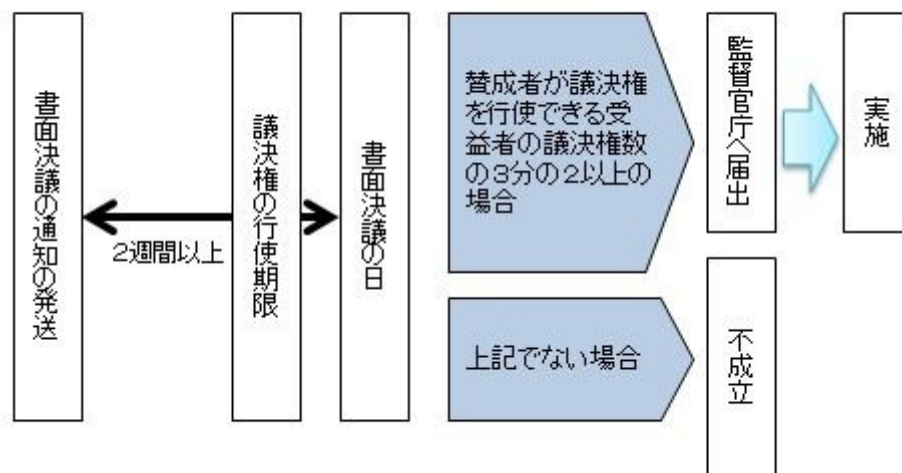 書面決議の通知の発送
2週間以上
議決権の行使期限
書面決議の日
賛成者が議決権
を行使できる受
益者の議決権数
の3分の2以上の
場合
監督官庁へ届出
実施
上記でない場合
不成立